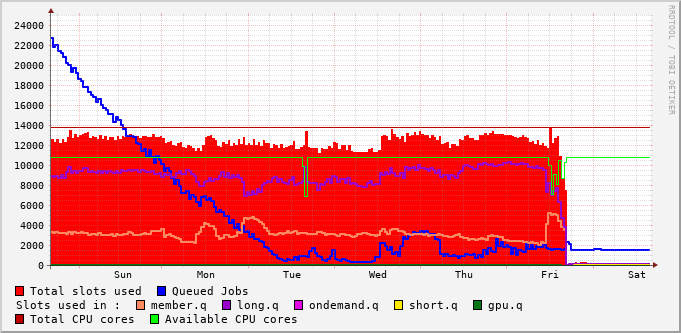 RRDTOOL / TOBI OETIKER
24000
22000
20000
18000
16000
14000
12000
10000
8000
6000
4000
2000
0
Sun Mon Tue Wed Thu Fri Sat
Total slots used Queued Jobs
Slots used in : member.q long.q ondemand.q short.q gpu.q
Total CPU cores Available CPU cores